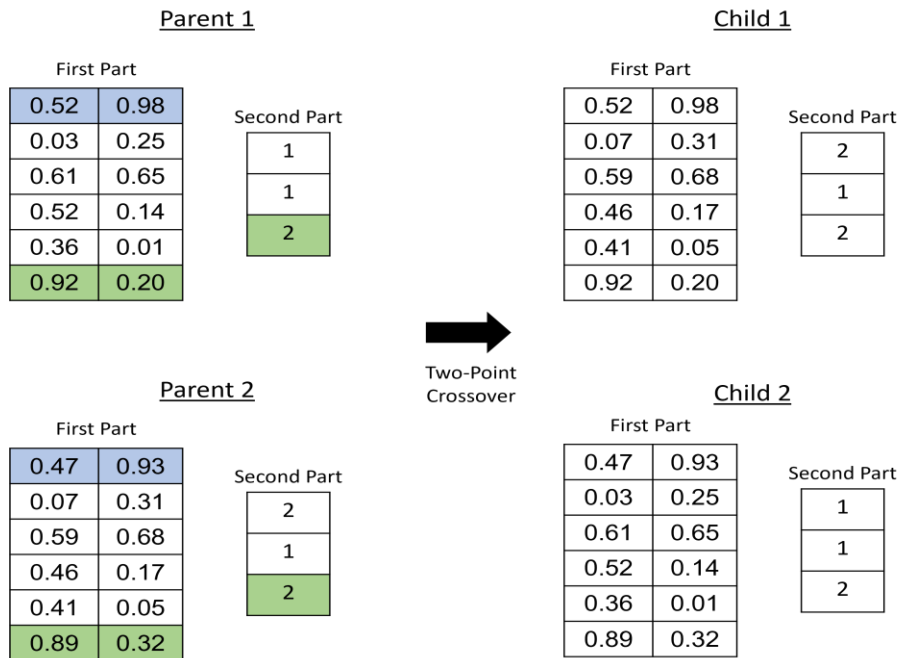 Parent 1
First Part
0.52 0.98
0.03 0.25
0.61 0.65
0.52 0.14
0.36 0.01
0.92 0.20
Second Part
1
1
2
Child 1
First Part
0.52 0.98
0.07 0.31
0.59 0.68
0.46 0.17
0.41 0.05
0.92 0.20
Second Part
2
1
2
Two-Point
Crossover
Parent 2
First Part
0.47 0.93
0.07 0.31
0.59 0.68
0.46 0.17
0.41 0.05
0.89 0.32
Second Part
2
1
2
Child 2
First Part
0.47 0.93
0.03 0.25
0.61 0.65
0.52 0.14
0.36 0.01
0.89 0.32
Second Part
1
1
2